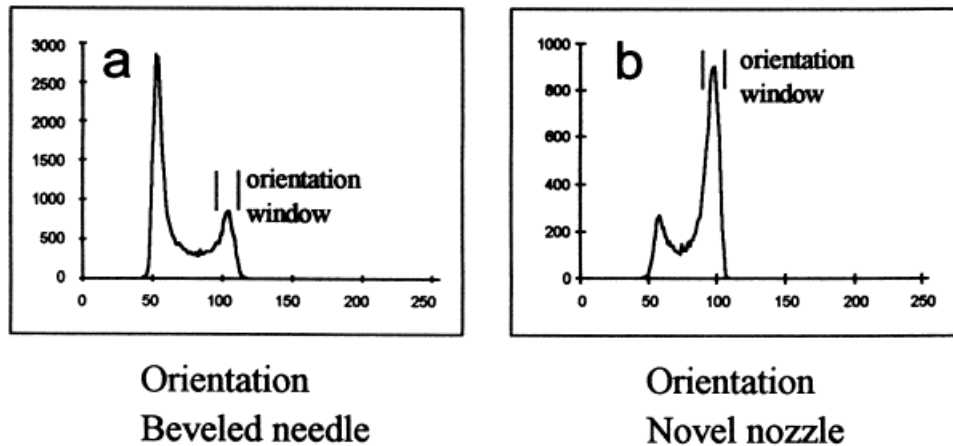 a
3000
2500
2000
1500
1000
500
0
0 50 100 150 200 250
orientation
window
Orientation
Beveled needle
b
1000
800
600
400
200
0
0 50 100 150 200 250
orientation
window
Orientation
Novel nozzle